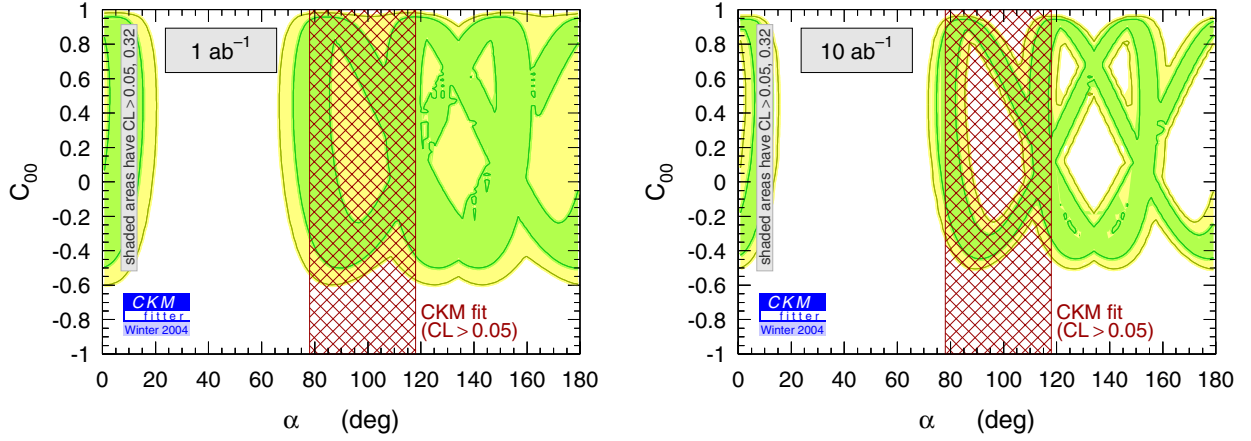 1
0.8
0.6
0.4
0.2
0
-0.2
-0.4
-0.6
-0.8
-1
C00
shaded areas have CL > 0.05, 0.32
1 ab−1
CKM
fitter
Winter 2004
CKM fit
(CL > 0.05)
0 20 40 60 80 100 120 140 160 180
α (deg)
1
0.8
0.6
0.4
0.2
0
-0.2
-0.4
-0.6
-0.8
-1
C00
shaded areas have CL > 0.05, 0.32
10 ab−1
CKM
fitter
Winter 2004
CKM fit
(CL > 0.05)
0 20 40 60 80 100 120 140 160 180
α (deg)